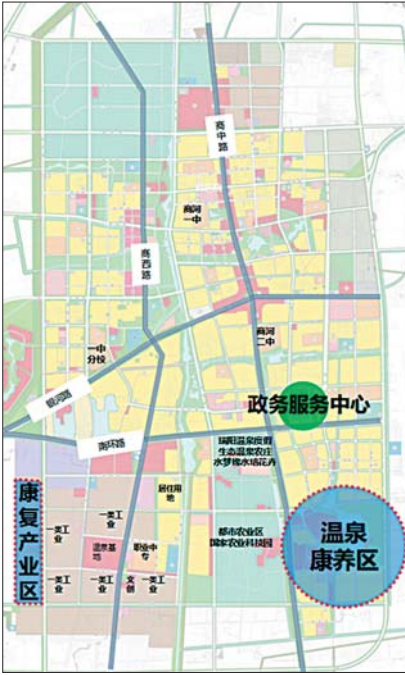 商中路
商河
一中
商西路
一中
分校
商河
二中
银河路
政务服务中心
南环路
瑞阳温泉度假
生态温泉农庄
水梦缘水培花卉
康复产业区
居住用
地
一类工
业
一类工
业
温泉基
地
职业中
专
都市农业区
国家农业科技园
温泉
康养区
一类工
业
一类工
业
文
创
一类工
业